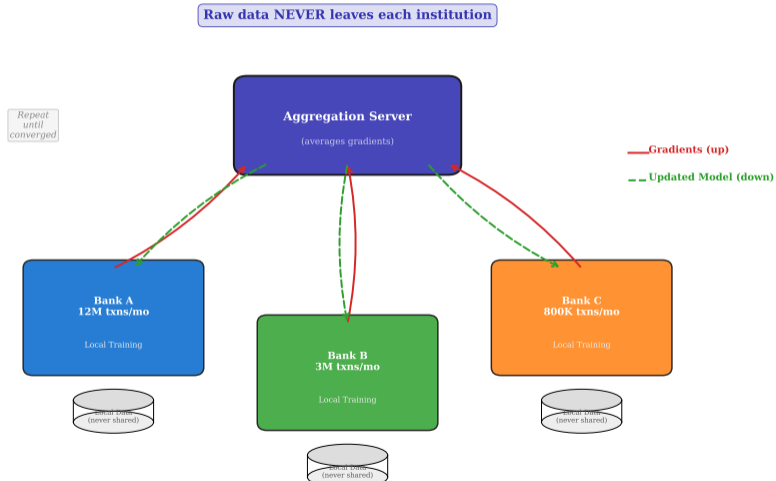 Raw data NEVER leaves each institution
Repeat
until
converged
Aggregation Server
(averages gradients)
Gradients (up)
Updated Model (down)
Bank A
12M txns/mo
Local Training
Bank B
3M txns/mo
Local Training
Bank C
800K txns/mo
Local Training
Local Data
(never shared)
Local Data
(never shared)
Local Data
(never shared)